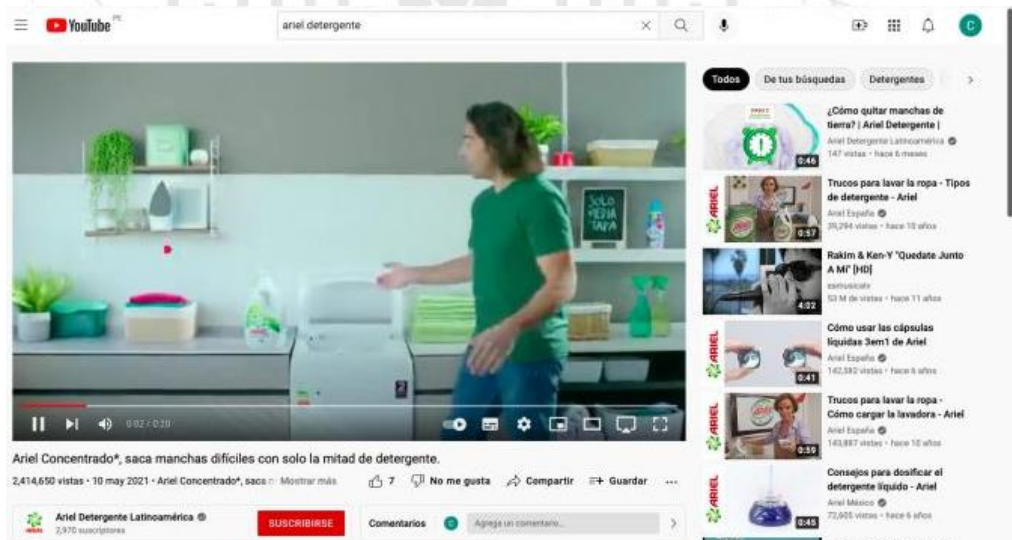 YouTube PE
ariel detergente
C
SOLO
MEDIA
TAPA
0:02 / 0:20
Ariel Concentrado*, saca manchas difíciles con solo la mitad de detergente.
2,414,650 vistas • 10 may 2021 • Ariel Concentrado*, saca Mostrar más
7 No me gusta Compartir Guardar ...
Ariel Detergente Latinoamérica
2,970 suscriptores
SUSCRIBIRSE
Comentarios
C
Agrega un comentario...
Todos De tus búsquedas Detergentes
¿Cómo quitar manchas de
tierra? | Ariel Detergente |
Ariel Detergente Latinoamérica
147 vistas • hace 6 meses
0:46
Trucos para lavar la ropa - Tipos
de detergente - Ariel
Ariel España
39,294 vistas • hace 10 años
ARIEL
0:57
Rakim & Ken-Y "Quedate Junto
A Mi" [HD]
esmusicatv
53 M de vistas • hace 11 años
4:02
Cómo usar las cápsulas
líquidas 3em1 de Ariel
Ariel España
142,582 vistas • hace 6 años
ARIEL
0:41
Trucos para lavar la ropa -
Cómo cargar la lavadora - Ariel
Ariel España
143,887 vistas • hace 10 años
ARIEL
0:59
Consejos para dosificar el
detergente líquido - Ariel
Ariel México
72,605 vistas • hace 6 años
ARIEL
0:45